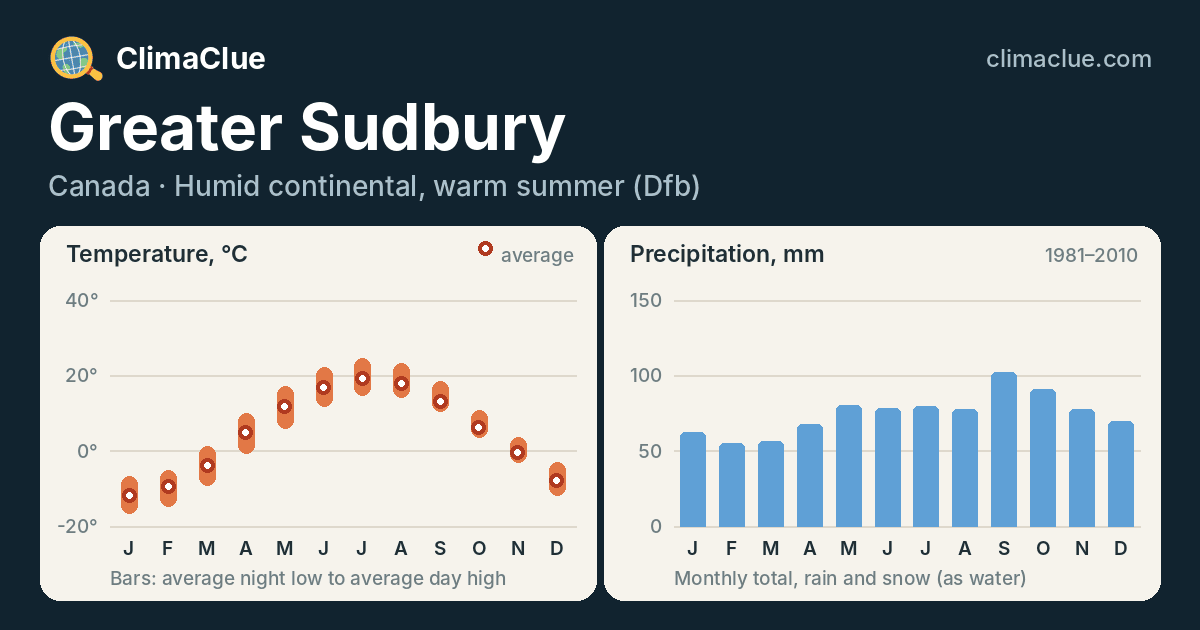 ClimaClue
climaclue.com
Greater Sudbury
Canada · Humid continental, warm summer (Dfb)
Temperature, °C
average
40°
20°
0°
-20°
J F M A M J J A S O N D
Bars: average night low to average day high
Precipitation, mm
1981–2010
150
100
50
0
J F M A M J J A S O N D
Monthly total, rain and snow (as water)